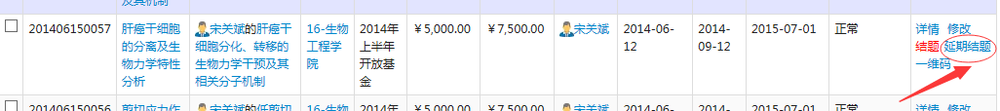 及其机制
201406150057 肝癌干细胞 宋关斌的肝癌干 16-生物 2014年 ￥5,000.00 ￥7,500.00 宋关斌 2014-06- 2014- 2015-07-01 正常 详情 修改
的分离及生 细胞分化、转移的 工程学 上半年 12 09-12 结题 延期结题
物力学特性 生物力学干预及其 院 开放基 一维码
分析 相关分子机制 金
201406150056 剪切应力作 宋关斌的低剪切 16-生物 2014年 ￥5,000.00 ￥7,500.00 宋关斌 2014-06- 2014- 2015-07-01 正常 详情 修改